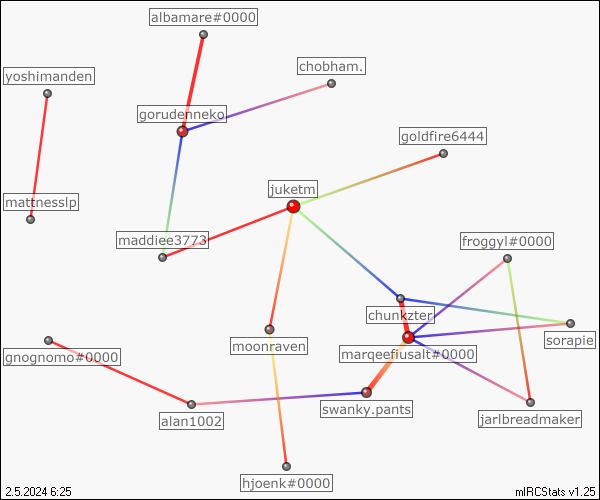 albamare#0000
chobham.
yoshimanden
gorudenneko
goldfire6444
juketm
mattnesslp
maddiee3773
froggyl#0000
chunkzter
sorapie
moonraven
marqeefiusalt#0000
gnognomo#0000
swanky.pants
alan1002
jarlbreadmaker
hjoenk#0000
2.5.2024 6:25
mIRCStats v1.25